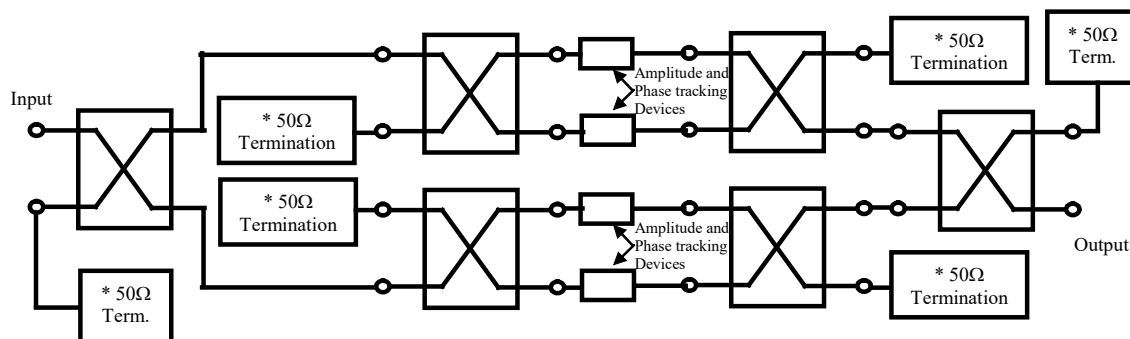 * 50Ω
Termination
* 50Ω
Term.
Input
* 50Ω
Termination
Amplitude and
Phase tracking
Devices
* 50Ω
Termination
Amplitude and
Phase tracking
Devices
Output
* 50Ω
Term.
* 50Ω
Termination